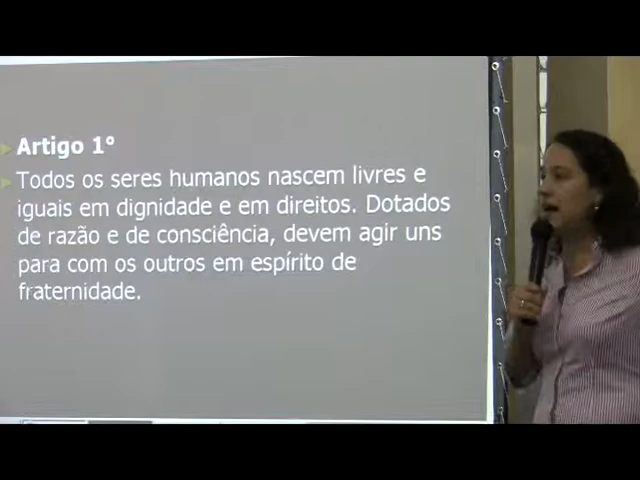 Artigo 1°
Todos os seres humanos nascem livres e
iguais em dignidade e em direitos. Dotados
de razão e de consciência, devem agir uns
para com os outros em espírito de
fraternidade.